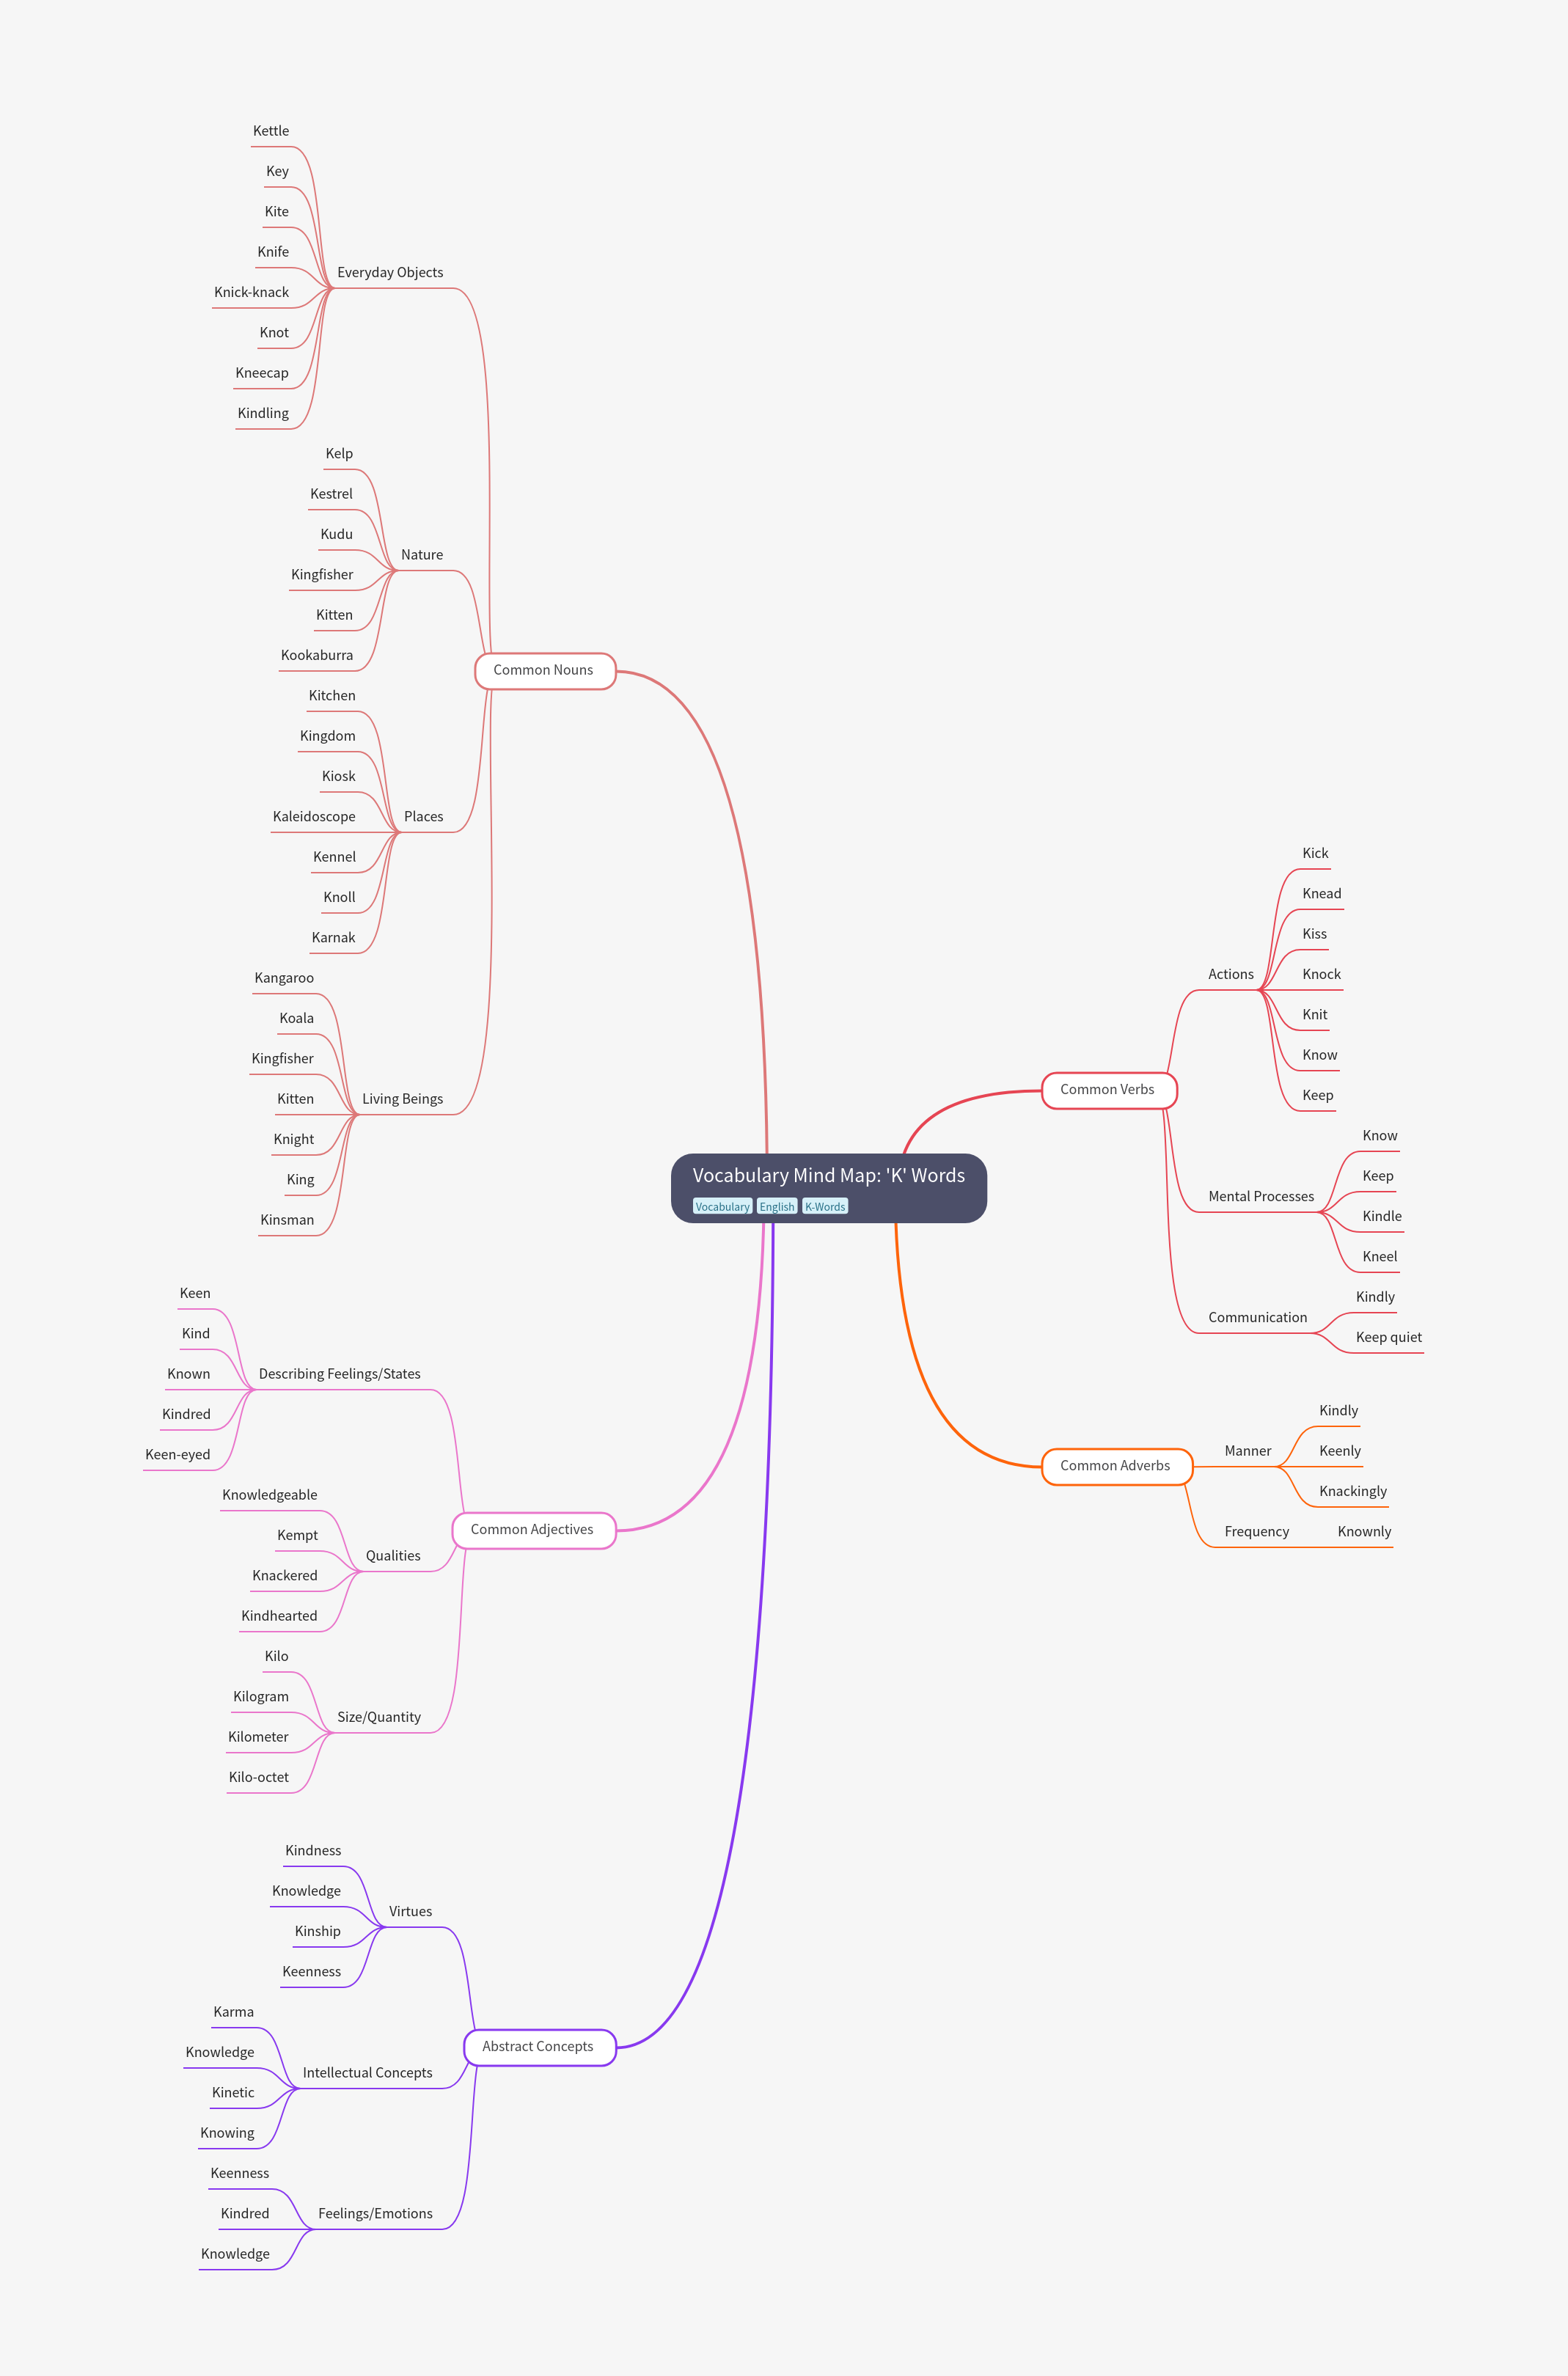 Vocabulary Mind Map: 'K' Words
Vocabulary English K-Words
Common Nouns
Everyday Objects
Kettle
Key
Kite
Knife
Knick-knack
Knot
Kneecap
Kindling
Nature
Kelp
Kestrel
Kudu
Kingfisher
Kitten
Kookaburra
Places
Kitchen
Kingdom
Kiosk
Kaleidoscope
Kennel
Knoll
Karnak
Living Beings
Kangaroo
Koala
Kingfisher
Kitten
Knight
King
Kinsman
Common Verbs
Actions
Kick
Knead
Kiss
Knock
Knit
Know
Keep
Mental Processes
Know
Keep
Kindle
Kneel
Communication
Kindly
Keep quiet
Common Adverbs
Manner
Kindly
Keenly
Knackingly
Frequency
Knownly
Common Adjectives
Describing Feelings/States
Keen
Kind
Known
Kindred
Keen-eyed
Qualities
Knowledgeable
Kempt
Knackered
Kindhearted
Size/Quantity
Kilo
Kilogram
Kilometer
Kilo-octet
Abstract Concepts
Virtues
Kindness
Knowledge
Kinship
Keenness
Intellectual Concepts
Karma
Knowledge
Kinetic
Knowing
Feelings/Emotions
Keenness
Kindred
Knowledge